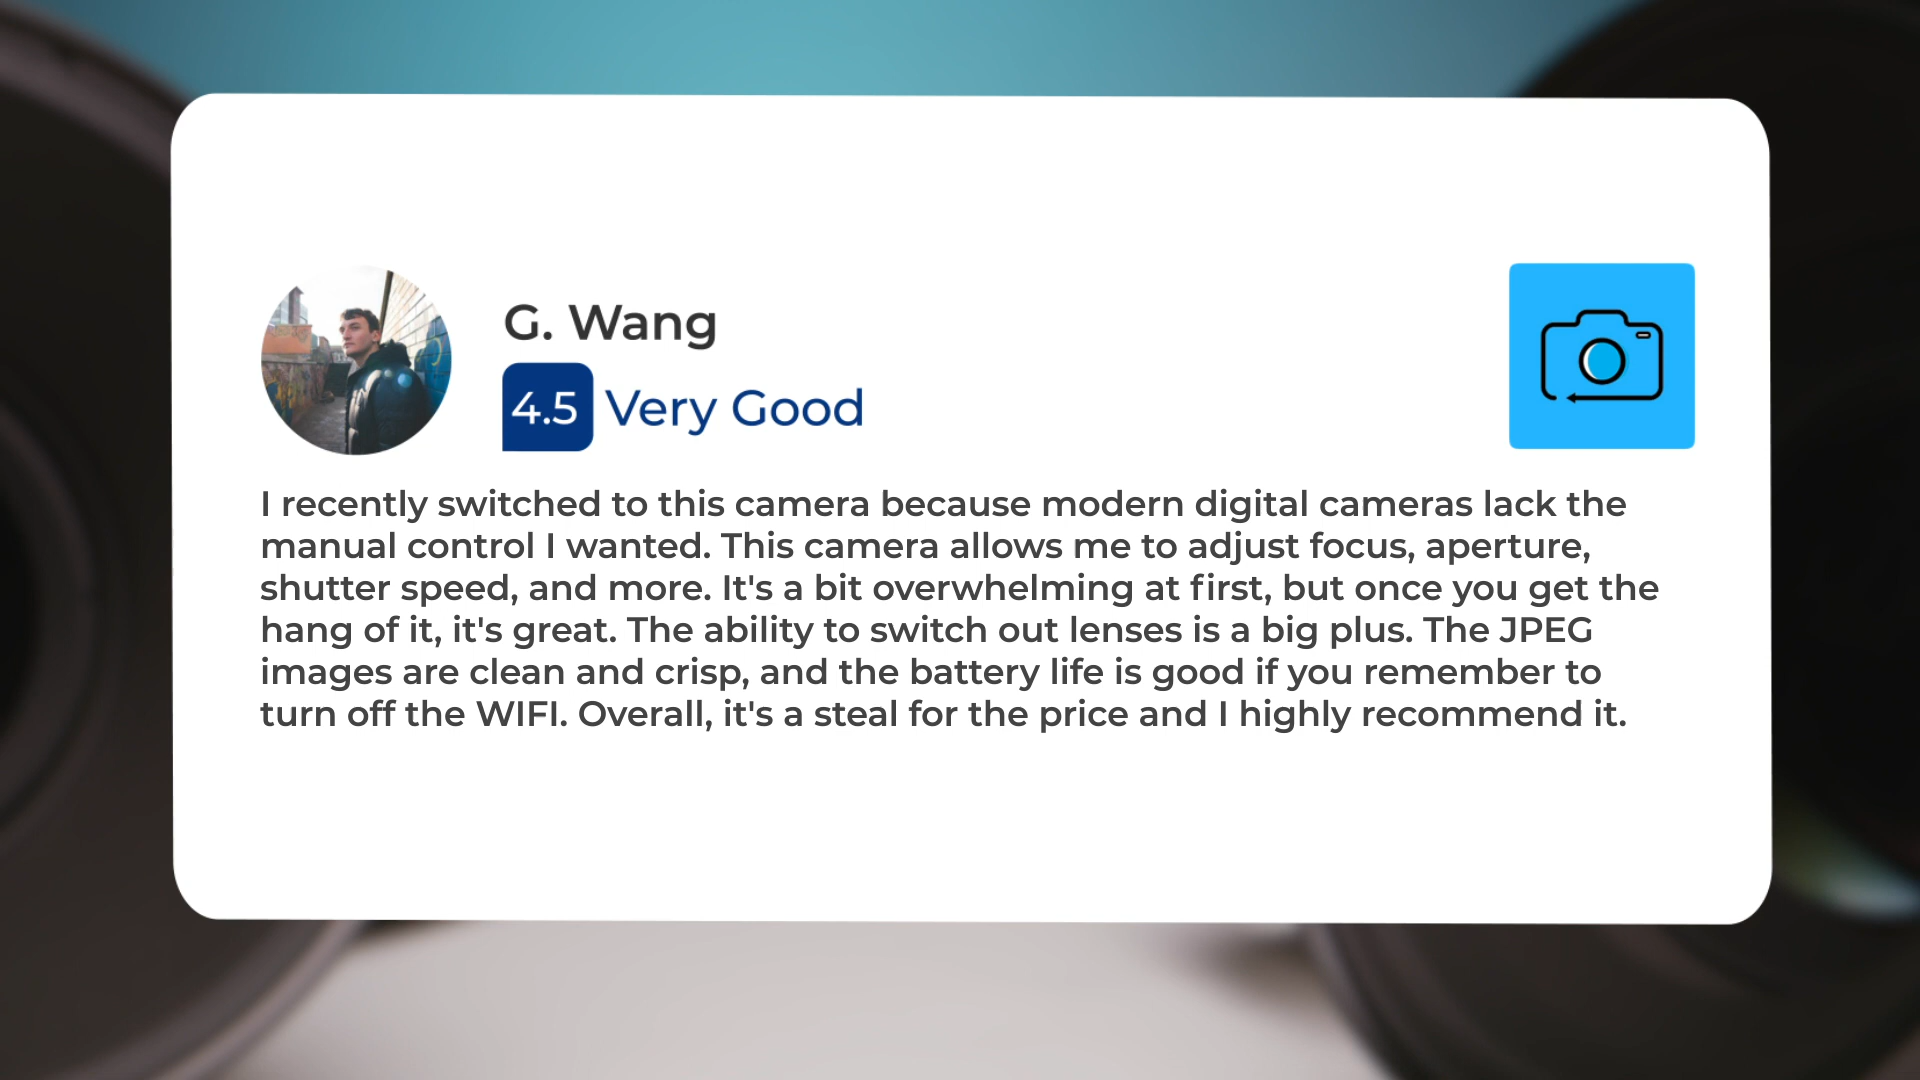 G. Wang
4.5 Very Good
I recently switched to this camera because modern digital cameras lack the
manual control I wanted. This camera allows me to adjust focus, aperture,
shutter speed, and more. It's a bit overwhelming at first, but once you get the
hang of it, it's great. The ability to switch out lenses is a big plus. The JPEG
images are clean and crisp, and the battery life is good if you remember to
turn off the WIFI. Overall, it's a steal for the price and I highly recommend it.